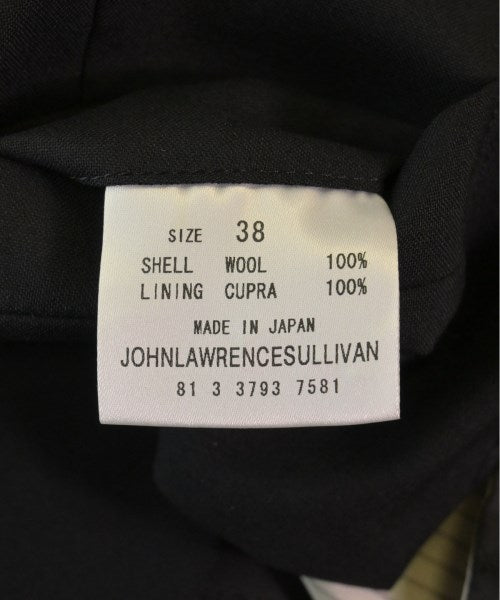 SIZE 38
SHELL WOOL 100%
LINING CUPRA 100%
MADE IN JAPAN
JOHNLAWRENCESULLIVAN
81 3 3793 7581